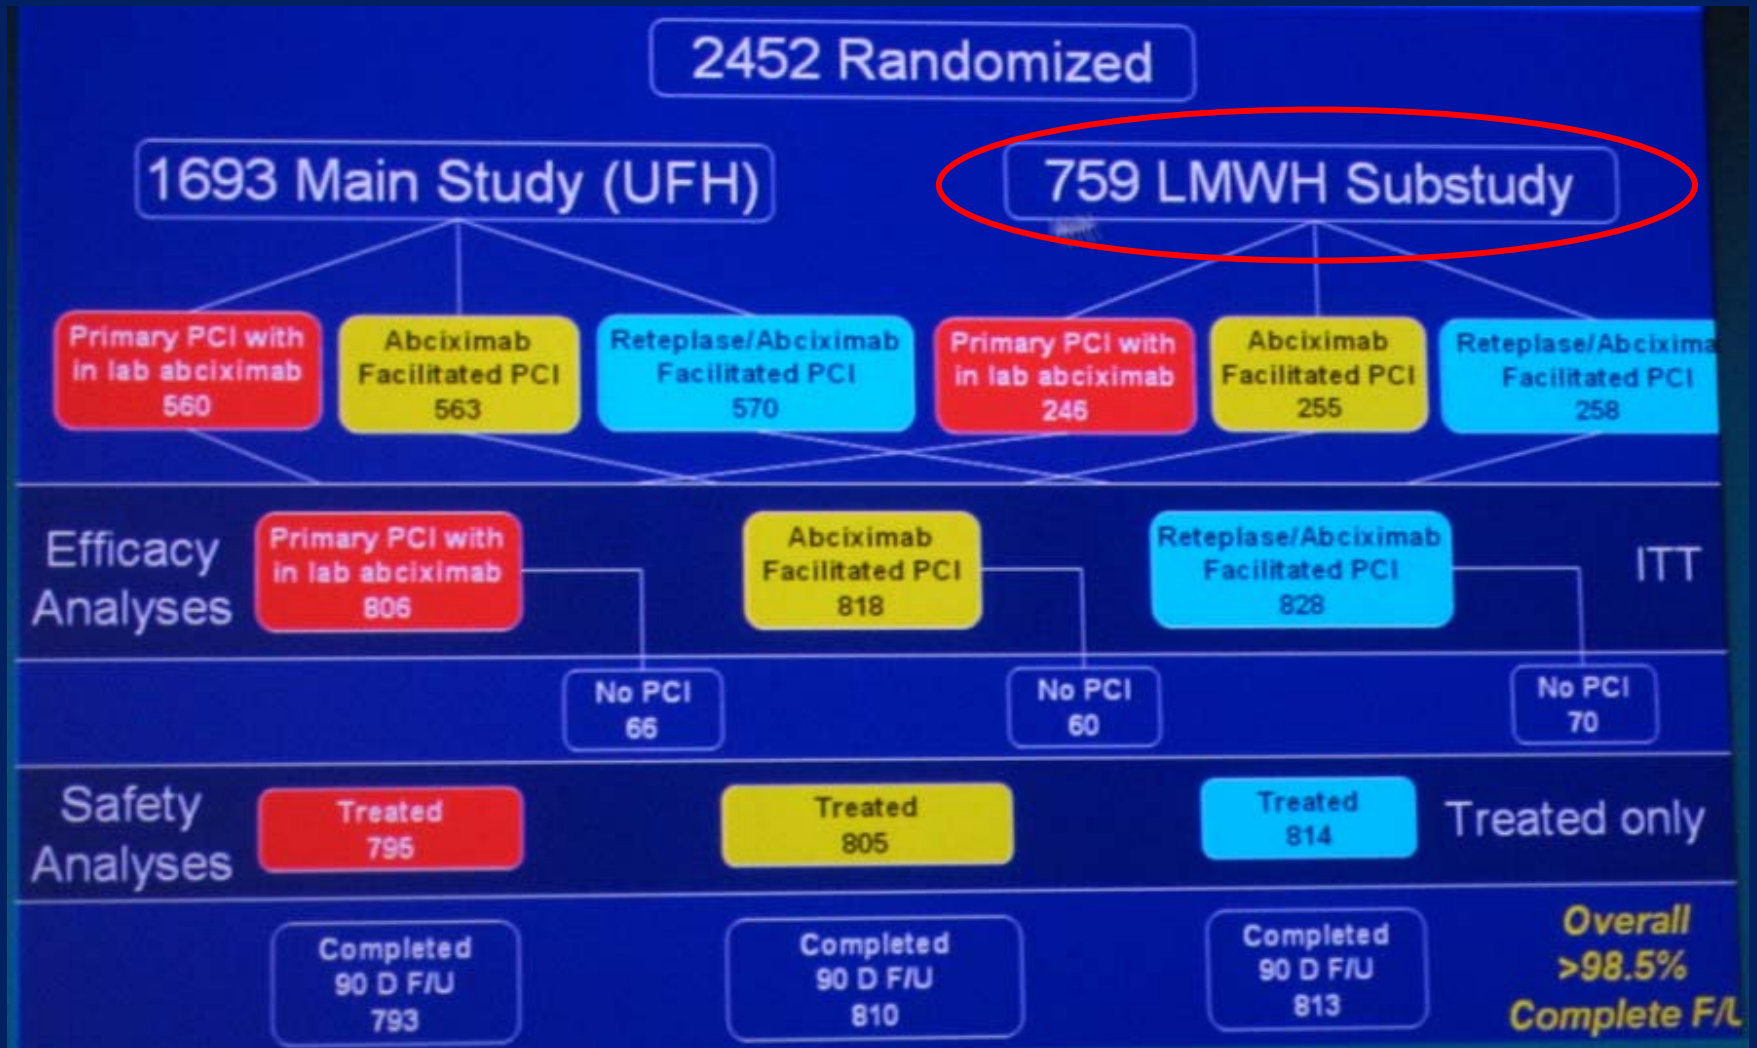 2452 Randomized
1693 Main Study (UFH)
759 LMWH Substudy
Primary PCI with
in lab abciximab
560
Abciximab
Facilitated PCI
563
Reteplase/Abciximab
Facilitated PCI
570
Primary PCI with
in lab abciximab
246
Abciximab
Facilitated PCI
255
Reteplase/Abcixima
Facilitated PCI
258
Efficacy
Analyses
Primary PCI with
in lab abciximab
806
Abciximab
Facilitated PCI
818
Reteplase/Abciximab
Facilitated PCI
828
ITT
No PCI
66
No PCI
60
No PCI
70
Safety
Analyses
Treated
795
Treated
805
Treated
814
Treated only
Completed
90 D F/U
793
Completed
90 D F/U
810
Completed
90 D F/U
813
Overall
>98.5%
Complete F/U